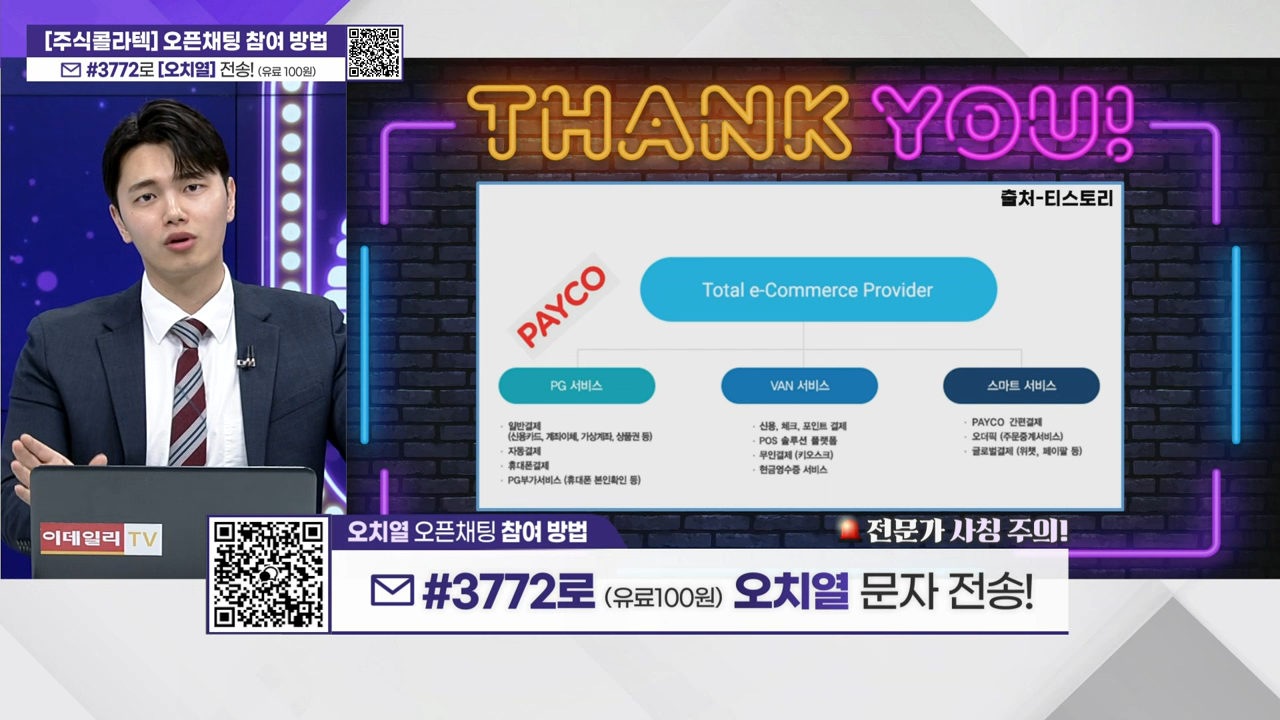 [주식콜라텍] 오픈채팅 참여 방법
#3772로 [오치열] 전송! (유료 100원)
THANK YOU!
출처-티스토리
PAYCO
Total e-Commerce Provider
PG 서비스
· 일반결제
(신용카드, 계좌이체, 가상계좌, 상품권 등)
· 자동결제
· 휴대폰결제
· PG부가서비스 (휴대폰 본인확인 등)
VAN 서비스
· 신용, 체크, 포인트 결제
· POS 솔루션 플랫폼
· 무인결제 (키오스크)
· 현금영수증 서비스
스마트 서비스
· PAYCO 간편결제
· 오더픽 (주문중계서비스)
· 글로벌결제 (위챗, 페이팔 등)
이데일리TV
오치열 오픈채팅 참여 방법
전문가 사칭 주의!
#3772로 (유료100원) 오치열 문자 전송!